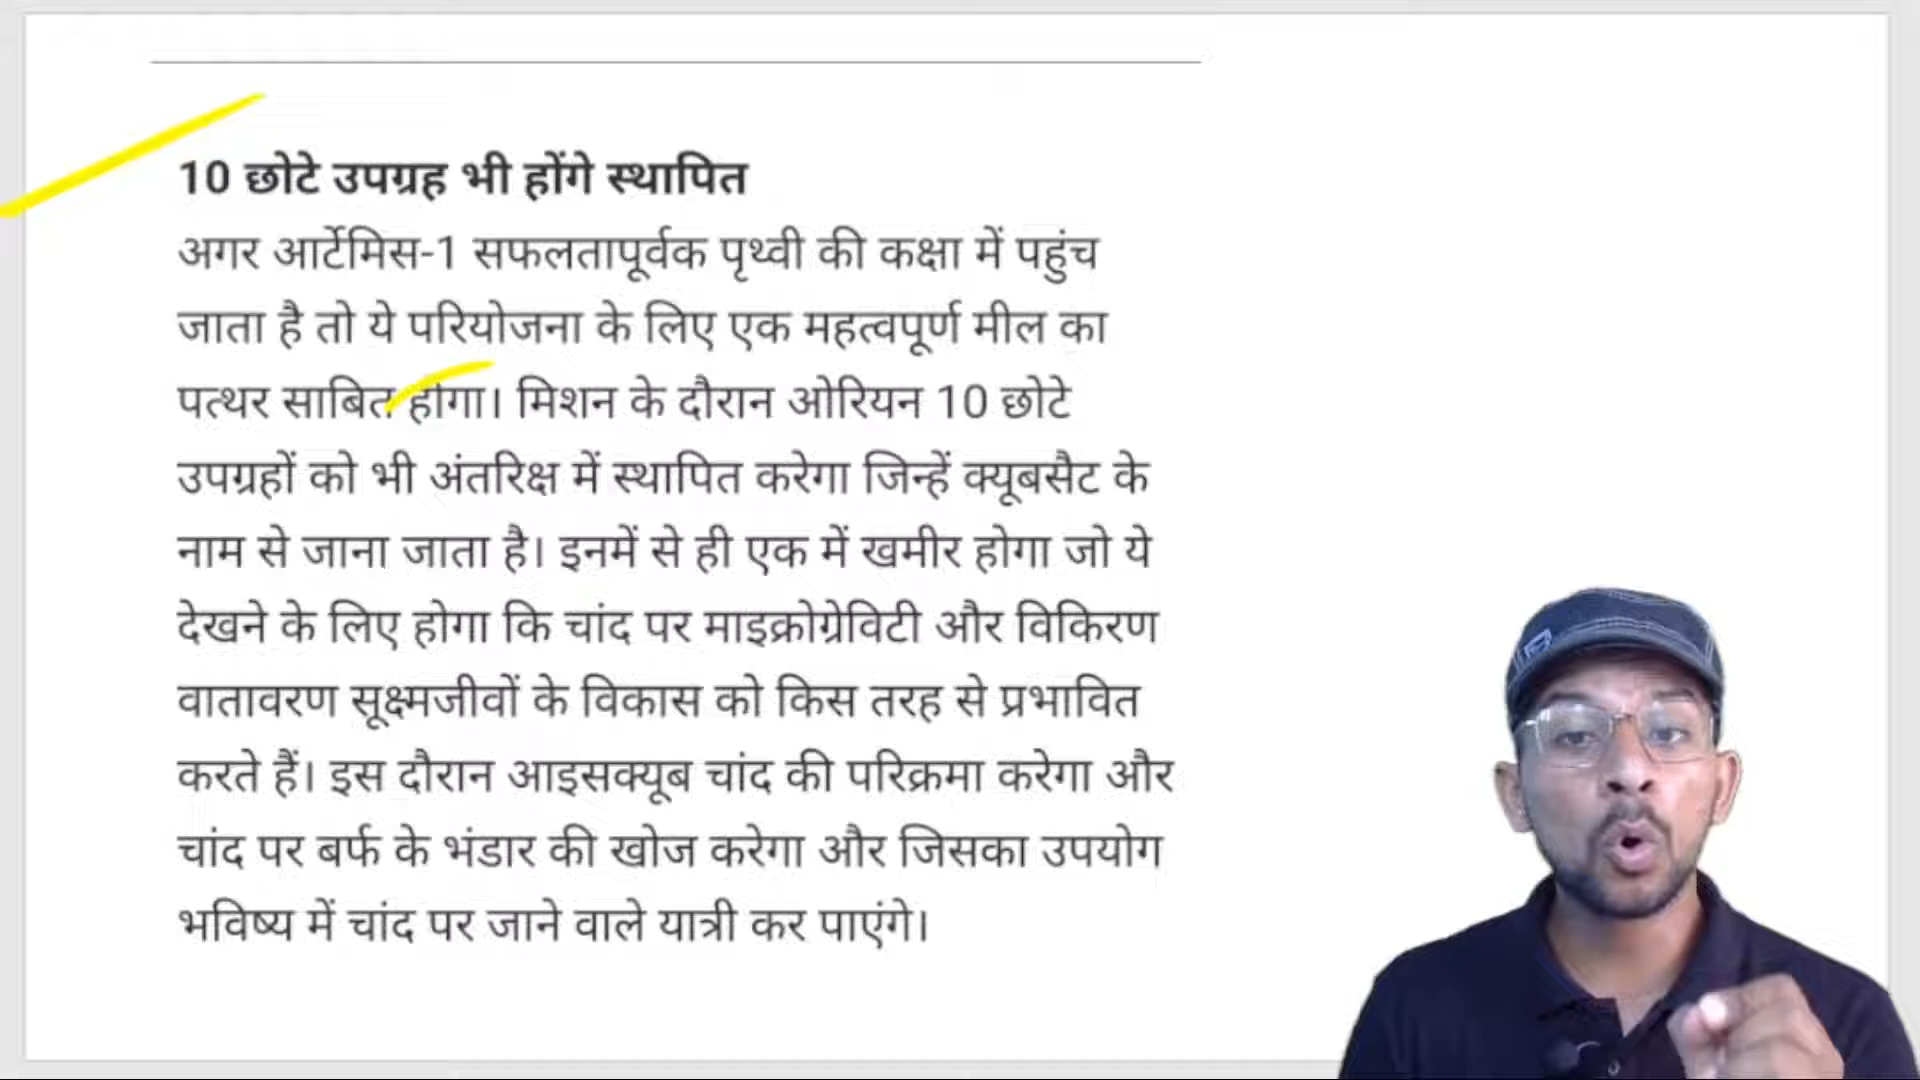 10 छोटे उपग्रह भी होंगे स्थापित
अगर आर्टेमिस-1 सफलतापूर्वक पृथ्वी की कक्षा में पहुंच
जाता है तो ये परियोजना के लिए एक महत्वपूर्ण मील का
पत्थर साबित होगा। मिशन के दौरान ओरियन 10 छोटे
उपग्रहों को भी अंतरिक्ष में स्थापित करेगा जिन्हें क्यूबसैट के
नाम से जाना जाता है। इनमें से ही एक में खमीर होगा जो ये
देखने के लिए होगा कि चांद पर माइक्रोग्रेविटी और विकिरण
वातावरण सूक्ष्मजीवों के विकास को किस तरह से प्रभावित
करते हैं। इस दौरान आइसक्यूब चांद की परिक्रमा करेगा और
चांद पर बर्फ के भंडार की खोज करेगा और जिसका उपयोग
भविष्य में चांद पर जाने वाले यात्री कर पाएंगे।